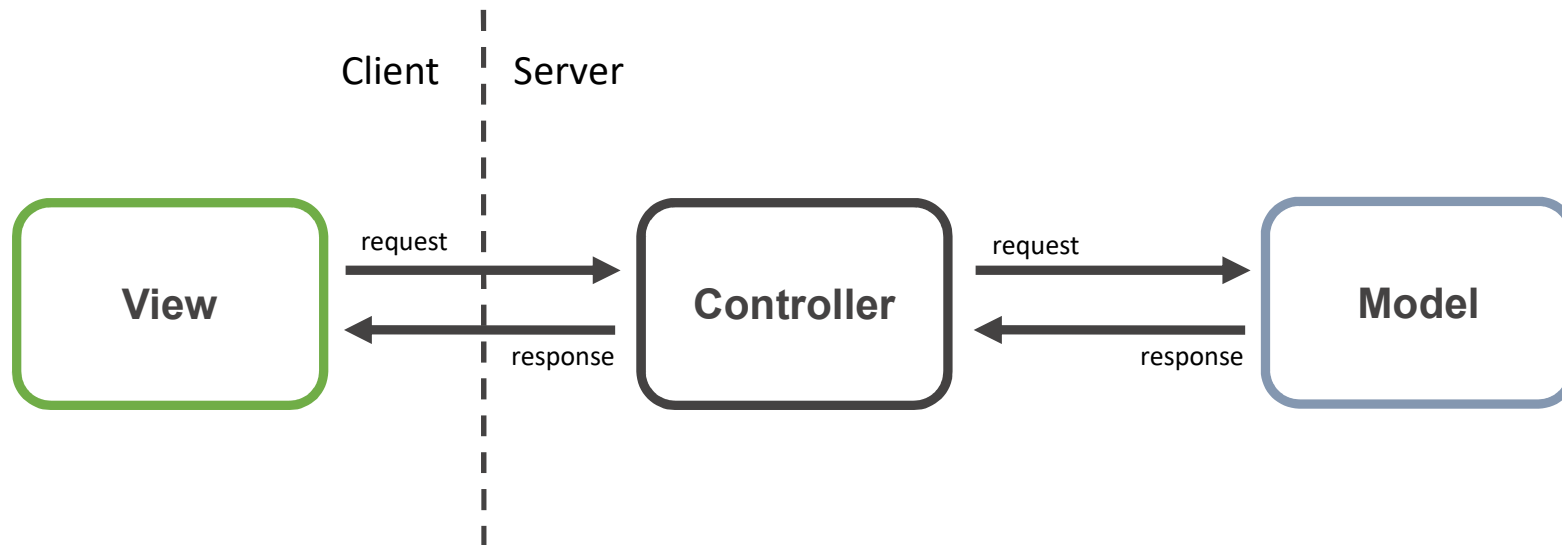 Client
Server
request
request
View
Controller
Model
response
response